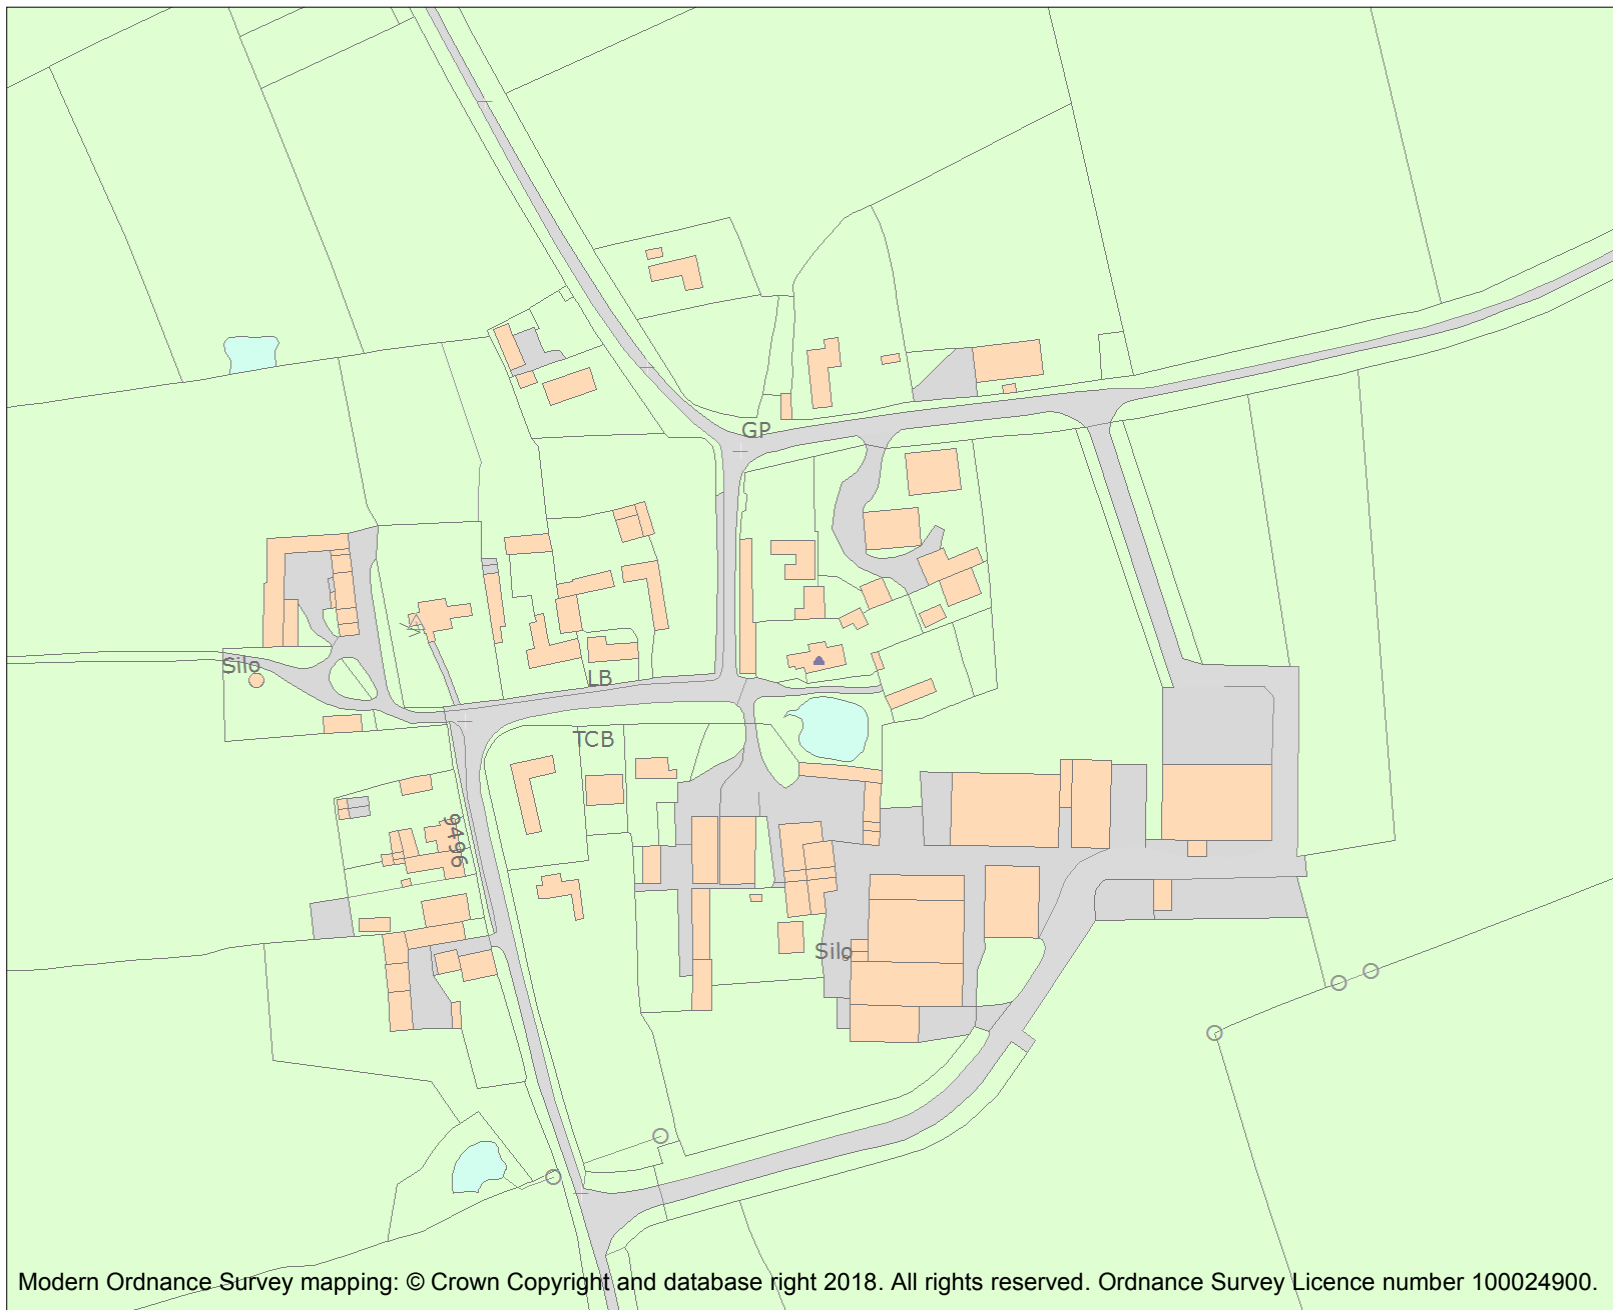 GP
Silo
LB
TCB
9496
Silo
Modern Ordnance Survey mapping: © Crown Copyright and database right 2018. All rights reserved. Ordnance Survey Licence number 100024900.